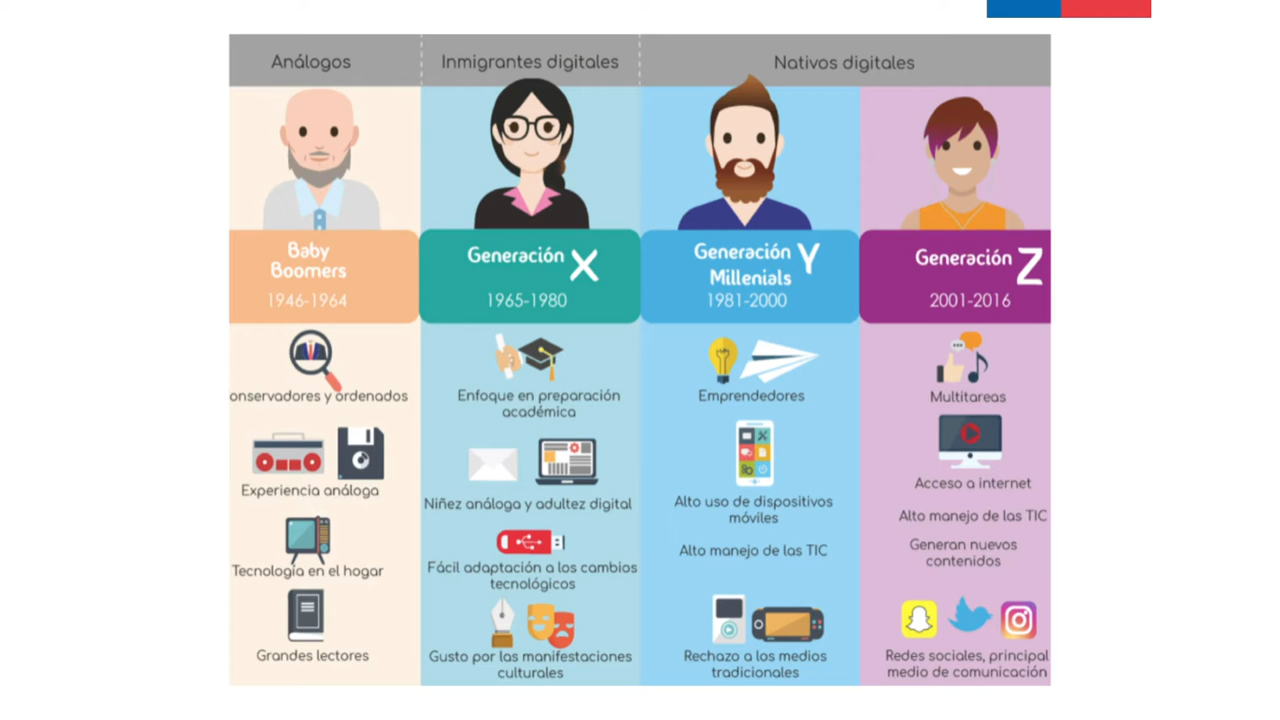 Análogos
Inmigrantes digitales
Nativos digitales
Baby
Boomers
1946-1964
Generación X
1965-1980
Generación Y
Millenials
1981-2000
Generación Z
2001-2016
onservadores y ordenados
Experiencia análoga
Tecnología en el hogar
Grandes lectores
Enfoque en preparación
académica
Niñez análoga y adultez digital
Fácil adaptación a los cambios
tecnológicos
Gusto por las manifestaciones
culturales
Emprendedores
Alto uso de dispositivos
móviles
Alto manejo de las TIC
Rechazo a los medios
tradicionales
Multitareas
Acceso a internet
Alto manejo de las TIC
Generan nuevos
contenidos
Redes sociales, principal
medio de comunicación